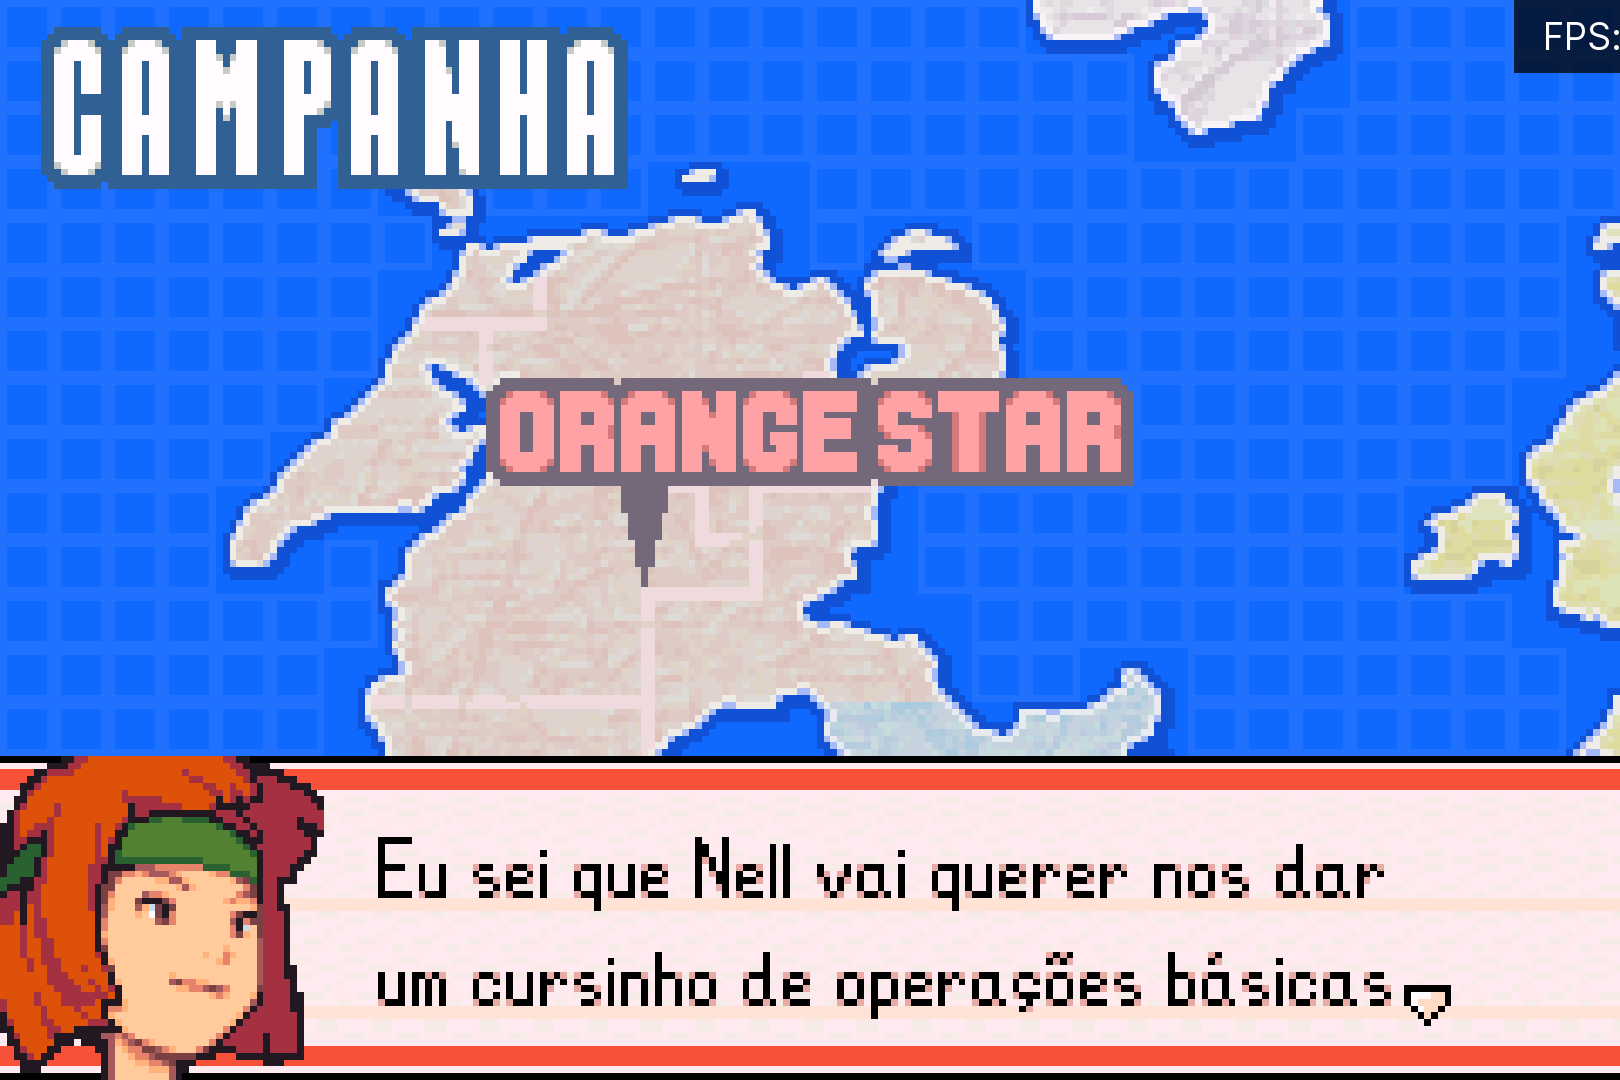 CAMPANHA
FPS:
ORANGE STAR
Eu sei que Nell vai querer nos dar
um cursinho de operações básicas